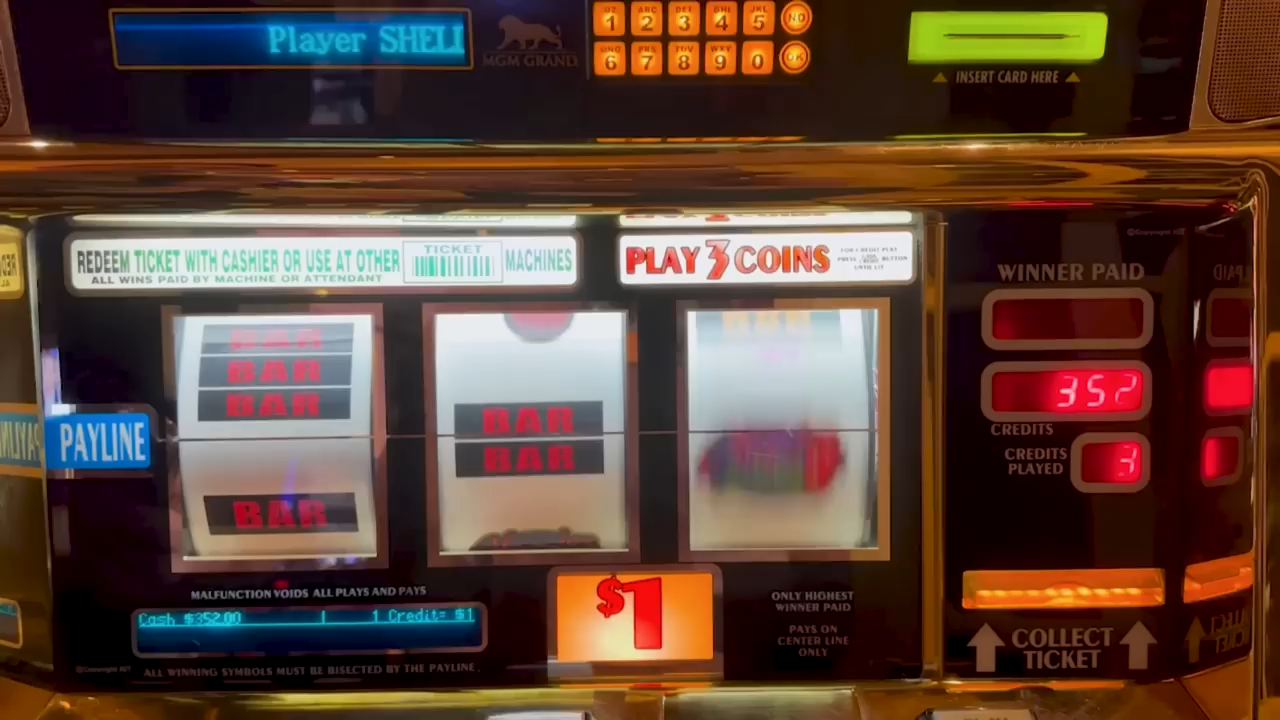 Player SHELL
MGM GRAND
1 2 3 4 5 NO
6 7 8 9 0 OK
INSERT CARD HERE
REDEEM TICKET WITH CASHIER OR USE AT OTHER TICKET MACHINES
ALL WINS PAID BY MACHINE OR ATTENDANT
PLAY 3 COINS
WINNER PAID
352
CREDITS
CREDITS PLAYED 3
BAR
BAR
BAR
BAR
BAR
BAR
PAYLINE
MALFUNCTION VOIDS ALL PLAYS AND PAYS
Cash $352.00 | 1 Credit= $1
ALL WINNING SYMBOLS MUST BE BISECTED BY THE PAYLINE.
$1
ONLY HIGHEST
WINNER PAID
PAYS ON
CENTER LINE
ONLY
COLLECT
TICKET